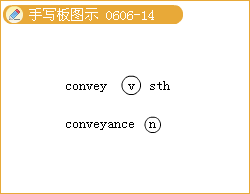 手写板图示 0606-14
convey v sth
conveyance n